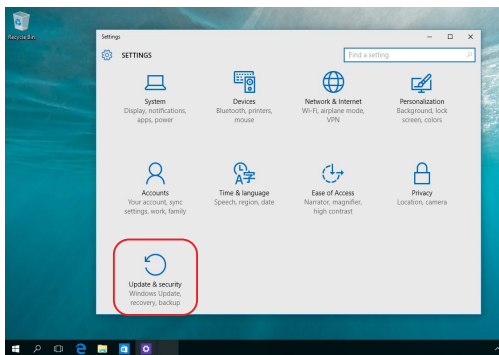 Recycle Bin
Settings
SETTINGS
Find a setting
System
Display, notifications,
apps, power
Devices
Bluetooth, printers,
mouse
Network & Internet
Wi-Fi, airplane mode,
VPN
Personalization
Background, lock
screen, colors
Accounts
Your account, sync
settings, work, family
Time & language
Speech, region, date
Ease of Access
Narrator, magnifier,
high contrast
Privacy
Location, camera
Update & security
Windows Update,
recovery, backup